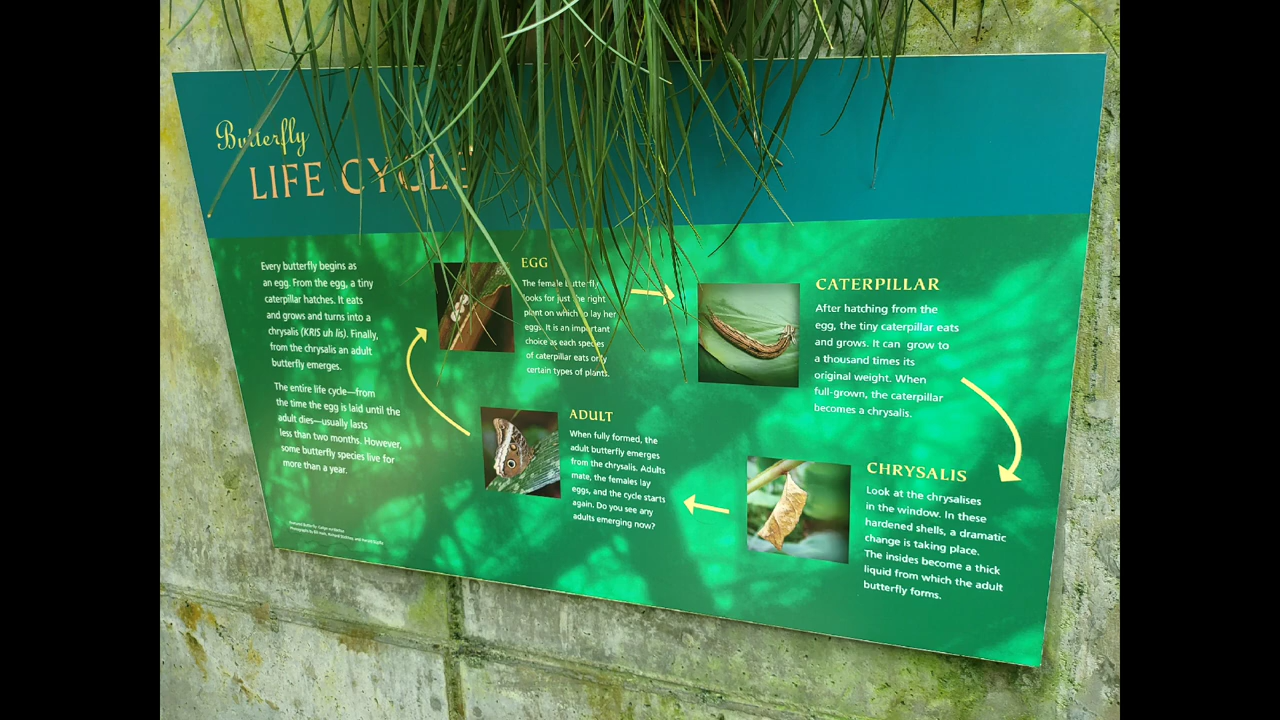 Butterfly
LIFE CYCLE
Every butterfly begins as
an egg. From the egg, a tiny
caterpillar hatches. It eats
and grows and turns into a
chrysalis (KRIS uh lis). Finally,
from the chrysalis an adult
butterfly emerges.
The entire life cycle—from
the time the egg is laid until the
adult dies—usually lasts
less than two months. However,
some butterfly species live for
more than a year.
EGG
The female butterfly
looks for just the right
plant on which to lay her
eggs. It is an important
choice as each species
of caterpillar eats only
certain types of plants.
CATERPILLAR
After hatching from the
egg, the tiny caterpillar eats
and grows. It can grow to
a thousand times its
original weight. When
full-grown, the caterpillar
becomes a chrysalis.
ADULT
When fully formed, the
adult butterfly emerges
from the chrysalis. Adults
mate, the females lay
eggs, and the cycle starts
again. Do you see any
adults emerging now?
CHRYSALIS
Look at the chrysalises
in the window. In these
hardened shells, a dramatic
change is taking place.
The insides become a thick
liquid from which the adult
butterfly forms.